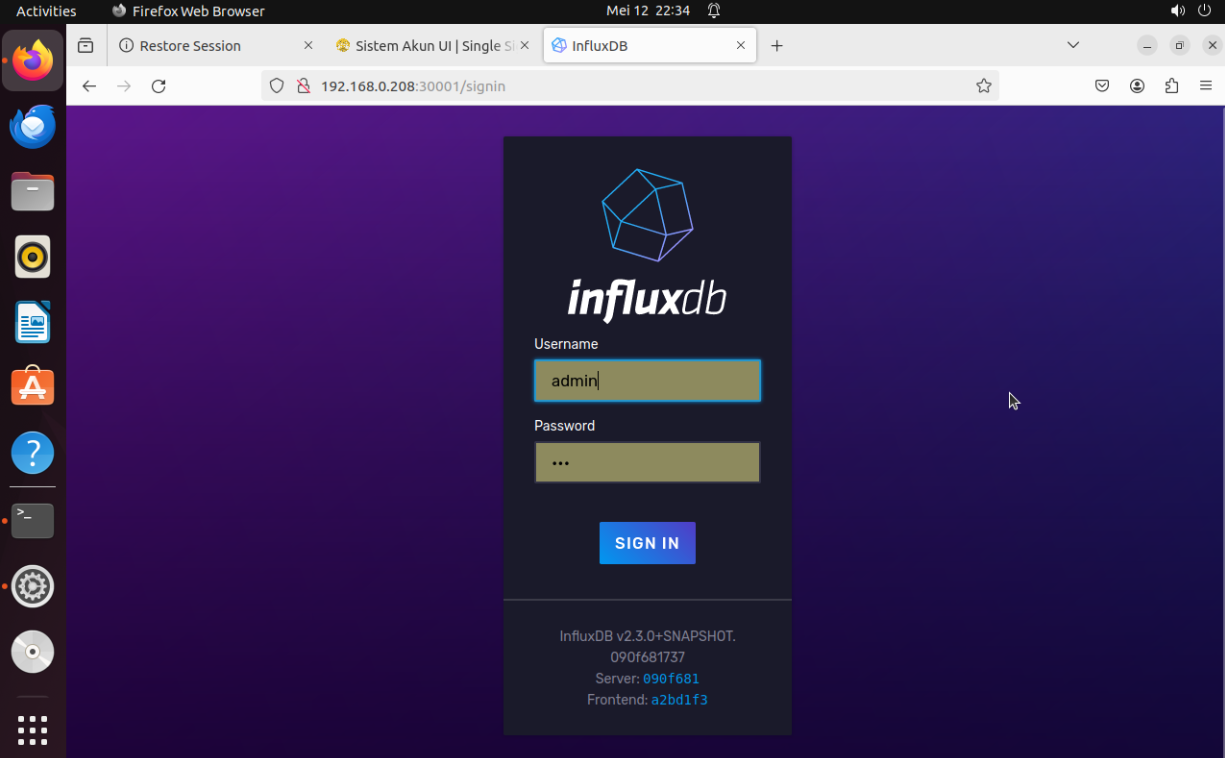 Activities Firefox Web Browser Mei 12 22:34
Restore Session Sistem Akun UI | Single Si InfluxDB
192.168.0.208:30001/signin
influxdb
Username
admin
Password
•••
SIGN IN
InfluxDB v2.3.0+SNAPSHOT.
090f681737
Server: 090f681
Frontend: a2bd1f3